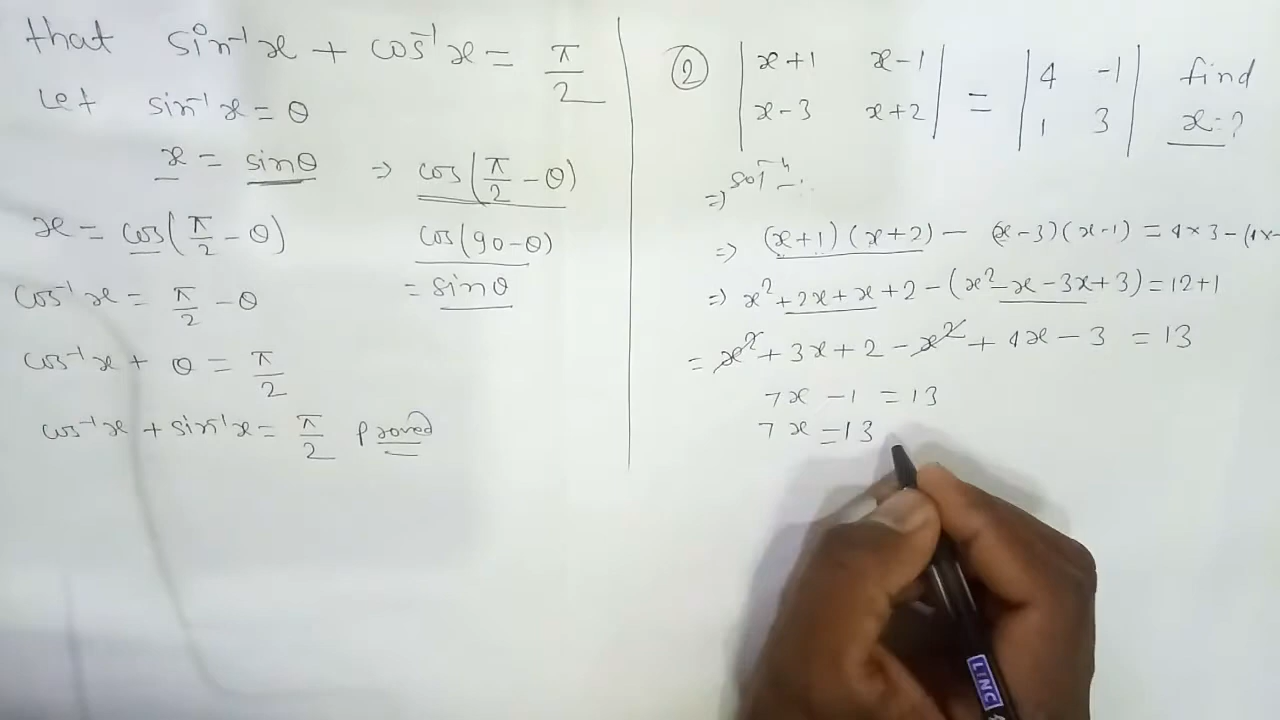 that sin⁻¹x + cos⁻¹x = π/2
Let sin⁻¹x = θ
x = sinθ ⇒ cos(π/2 - θ)
x = cos(π/2 - θ)
cos(90-θ)
= sinθ
cos⁻¹x = π/2 - θ
cos⁻¹x + θ = π/2
cos⁻¹x + sin⁻¹x = π/2 proved
② | x+1 x-1 | = | 4 -1 | find
| x-3 x+2 | | 1 3 | x=?
⇒ solⁿ -:
⇒ (x+1)(x+2) - (x-3)(x-1) = 4×3-(1×-
⇒ x²+2x+x+2-(x²-x-3x+3)=12+1
= x²+3x+2-x²+4x-3 = 13
7x -1 = 13
7x = 13
LINC